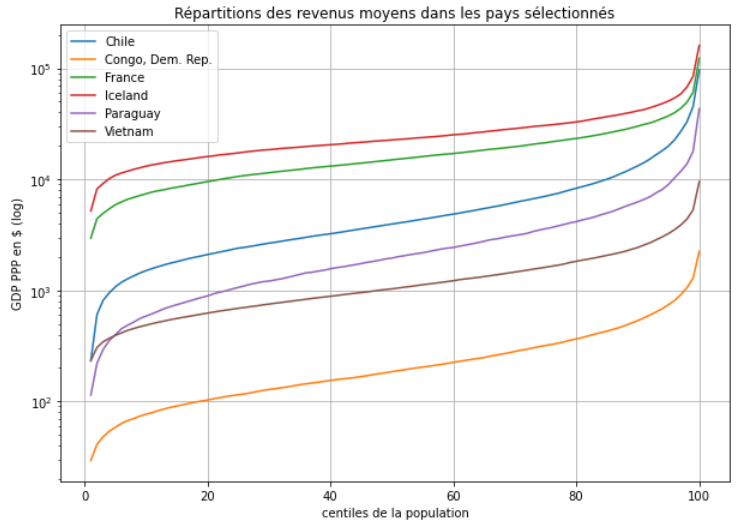 Répartitions des revenus moyens dans les pays sélectionnés
Chile
Congo, Dem. Rep.
France
Iceland
Paraguay
Vietnam
GDP PPP en $ (log)
10^5
10^4
10^3
10^2
0 20 40 60 80 100
centiles de la population